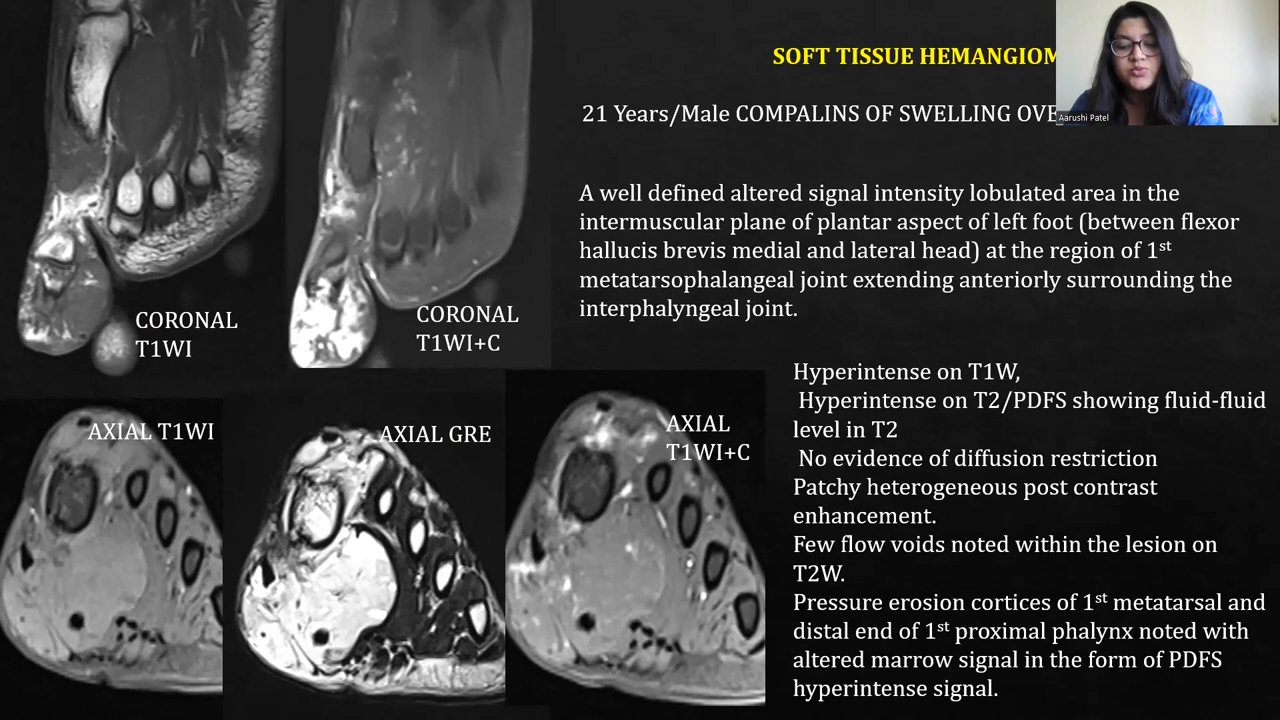 SOFT TISSUE HEMANGIOM
Aarushi Patel
21 Years/Male COMPALINS OF SWELLING OVE
A well defined altered signal intensity lobulated area in the
intermuscular plane of plantar aspect of left foot (between flexor
hallucis brevis medial and lateral head) at the region of 1st
metatarsophalangeal joint extending anteriorly surrounding the
interphalyngeal joint.
CORONAL
T1WI
CORONAL
T1WI+C
Hyperintense on T1W,
Hyperintense on T2/PDFS showing fluid-fluid
level in T2
No evidence of diffusion restriction
Patchy heterogeneous post contrast
enhancement.
Few flow voids noted within the lesion on
T2W.
Pressure erosion cortices of 1st metatarsal and
distal end of 1st proximal phalynx noted with
altered marrow signal in the form of PDFS
hyperintense signal.
AXIAL T1WI
AXIAL GRE
AXIAL
T1WI+C